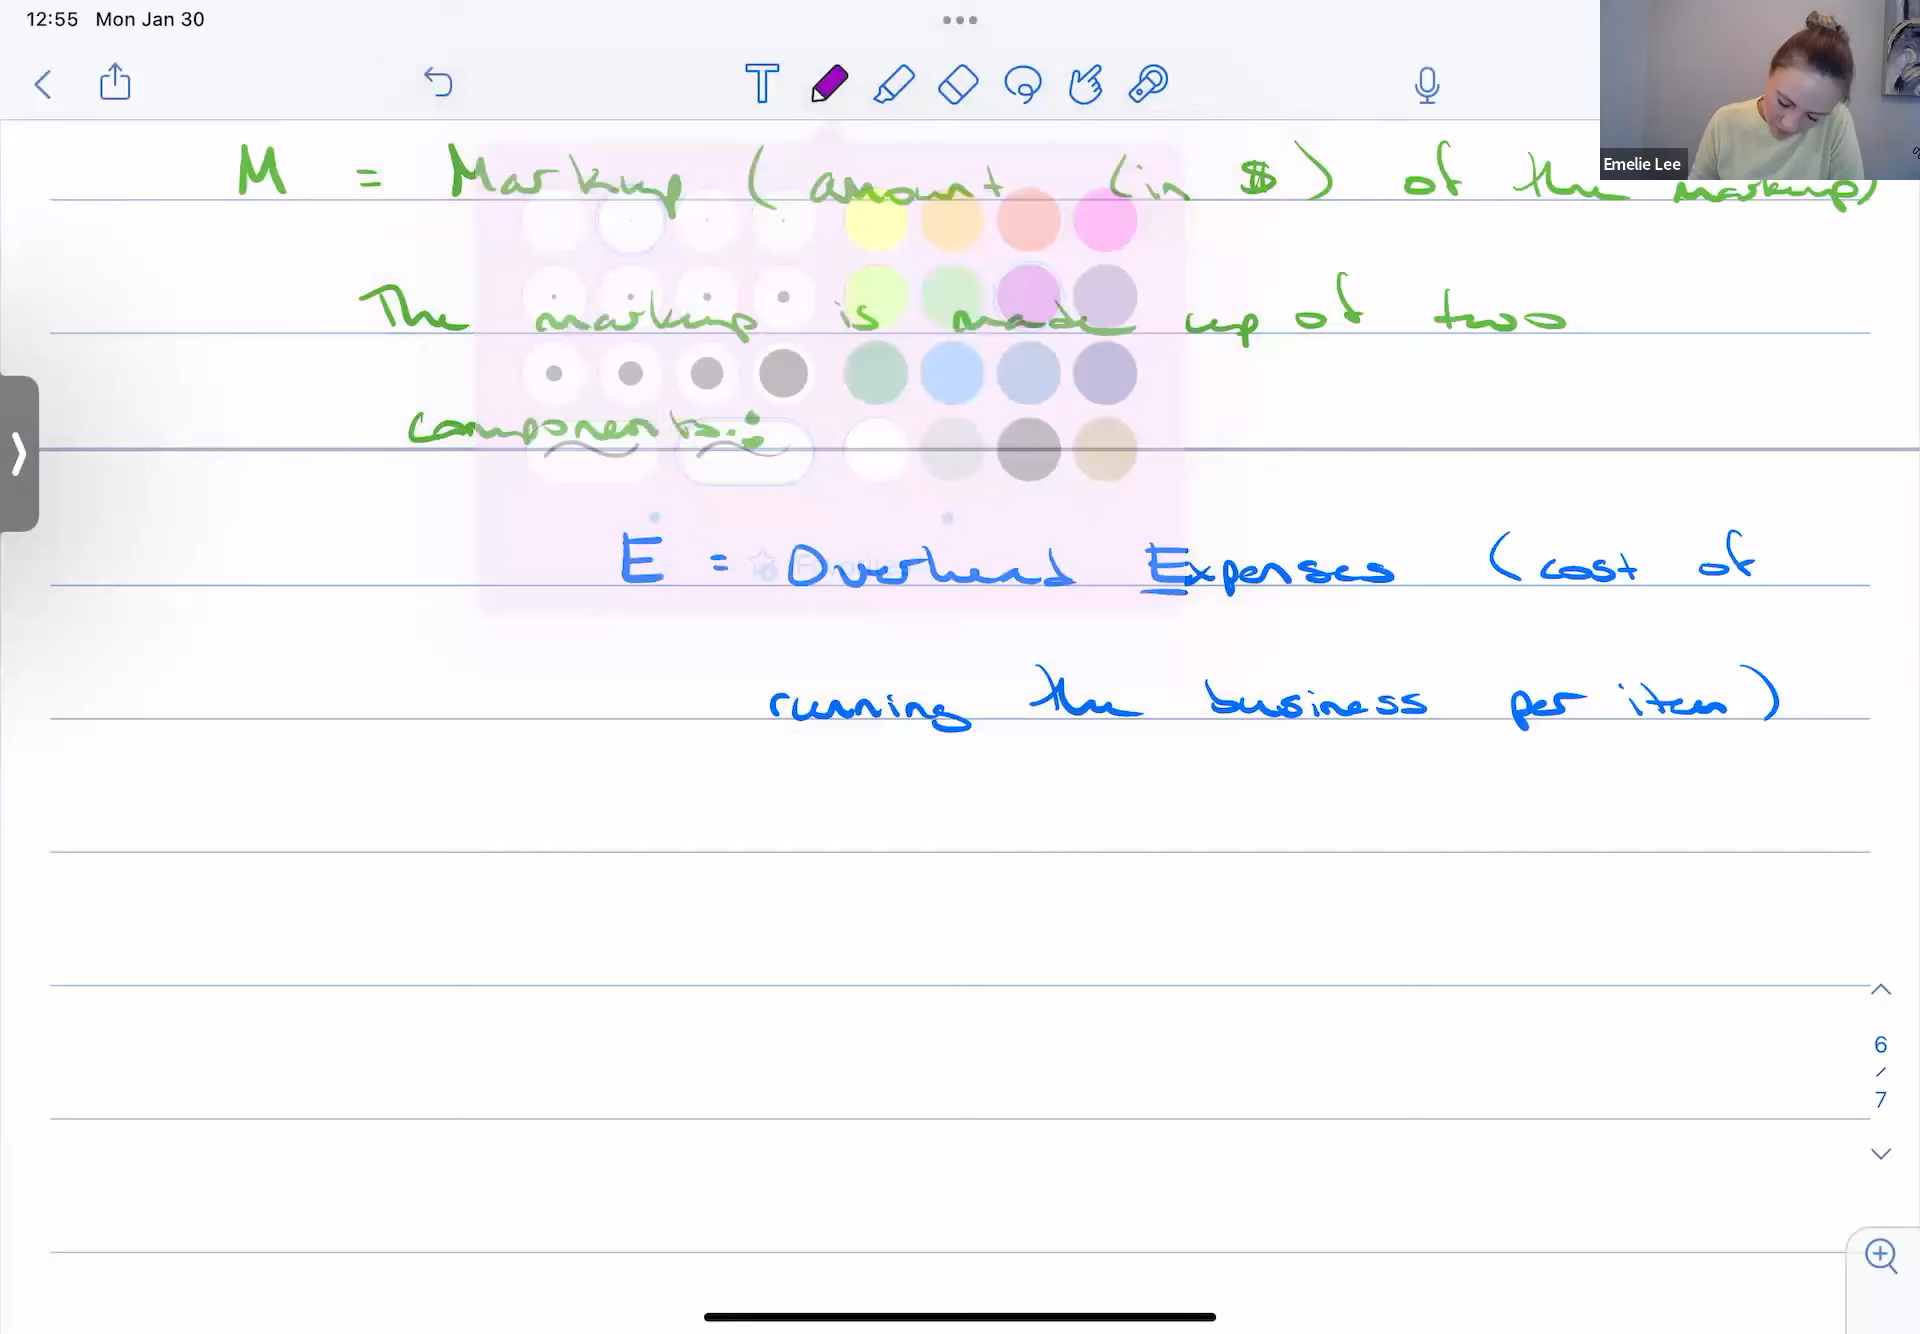 12:55 Mon Jan 30
T
Emelie Lee
M = Markup (amount (in $) of the markup)
The markup is made up of two
components:
E = Overhead Expenses (cost of
running the business per item)
6
/
7